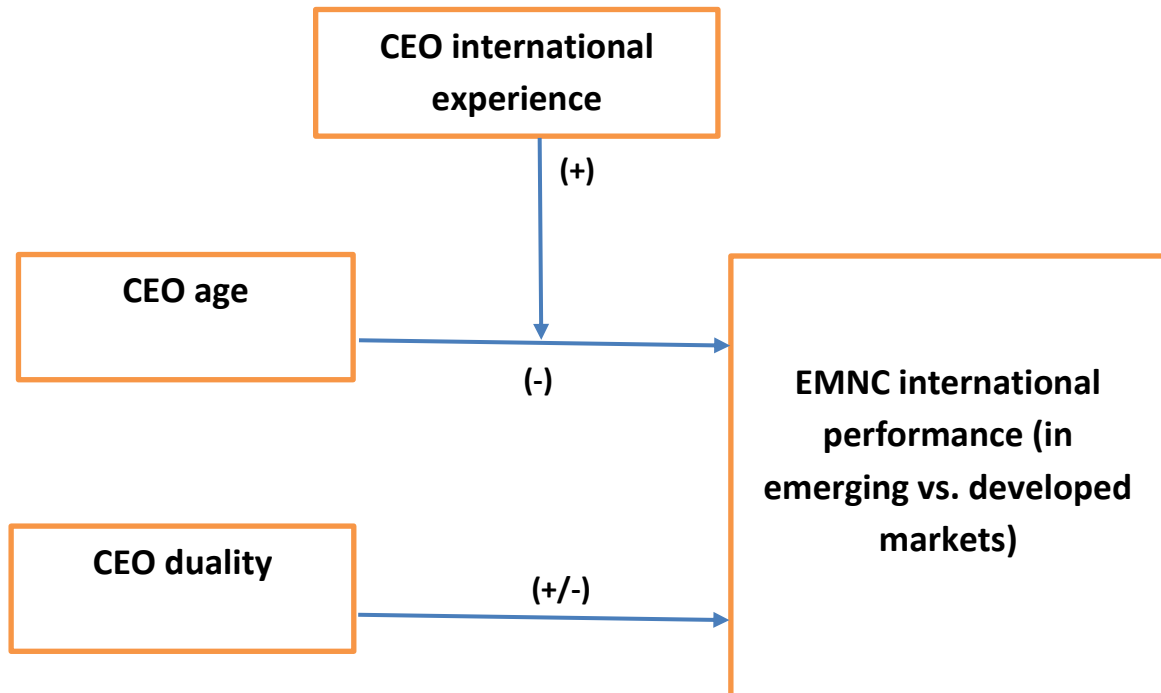 CEO international
experience
(+)
CEO age
(-)
EMNC international
performance (in
emerging vs. developed
markets)
CEO duality
(+/-)